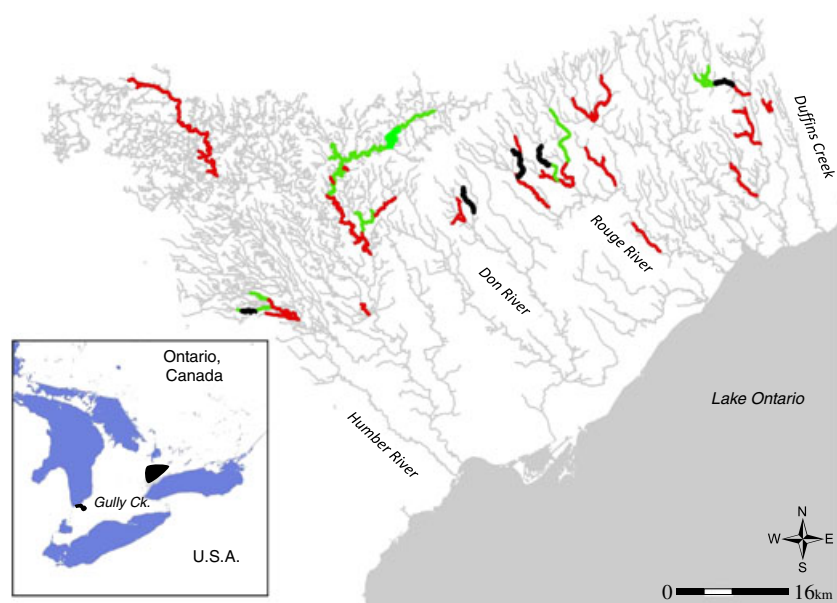 Duffins Creek
Rouge River
Don River
Humber River
Lake Ontario
Ontario,
Canada
Gully Ck.
U.S.A.
N
W E
S
0 16km